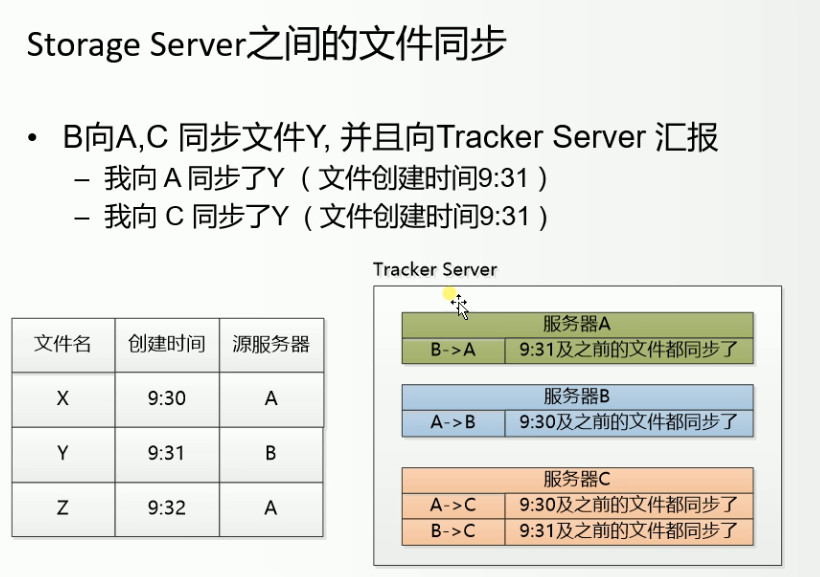 Storage Server之间的文件同步
• B向A,C 同步文件Y, 并且向Tracker Server 汇报
– 我向 A 同步了Y （ 文件创建时间9:31 ）
– 我向 C 同步了Y （ 文件创建时间9:31 ）
文件名 创建时间 源服务器
X 9:30 A
Y 9:31 B
Z 9:32 A
Tracker Server
服务器A
B->A 9:31及之前的文件都同步了
服务器B
A->B 9:30及之前的文件都同步了
服务器C
A->C 9:30及之前的文件都同步了
B->C 9:31及之前的文件都同步了